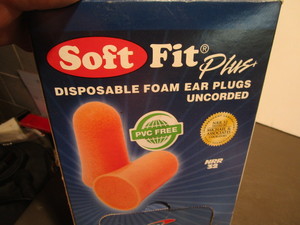 Soft Fit® Plus+
DISPOSABLE FOAM EAR PLUGS
UNCORDED
PVC FREE
NRR